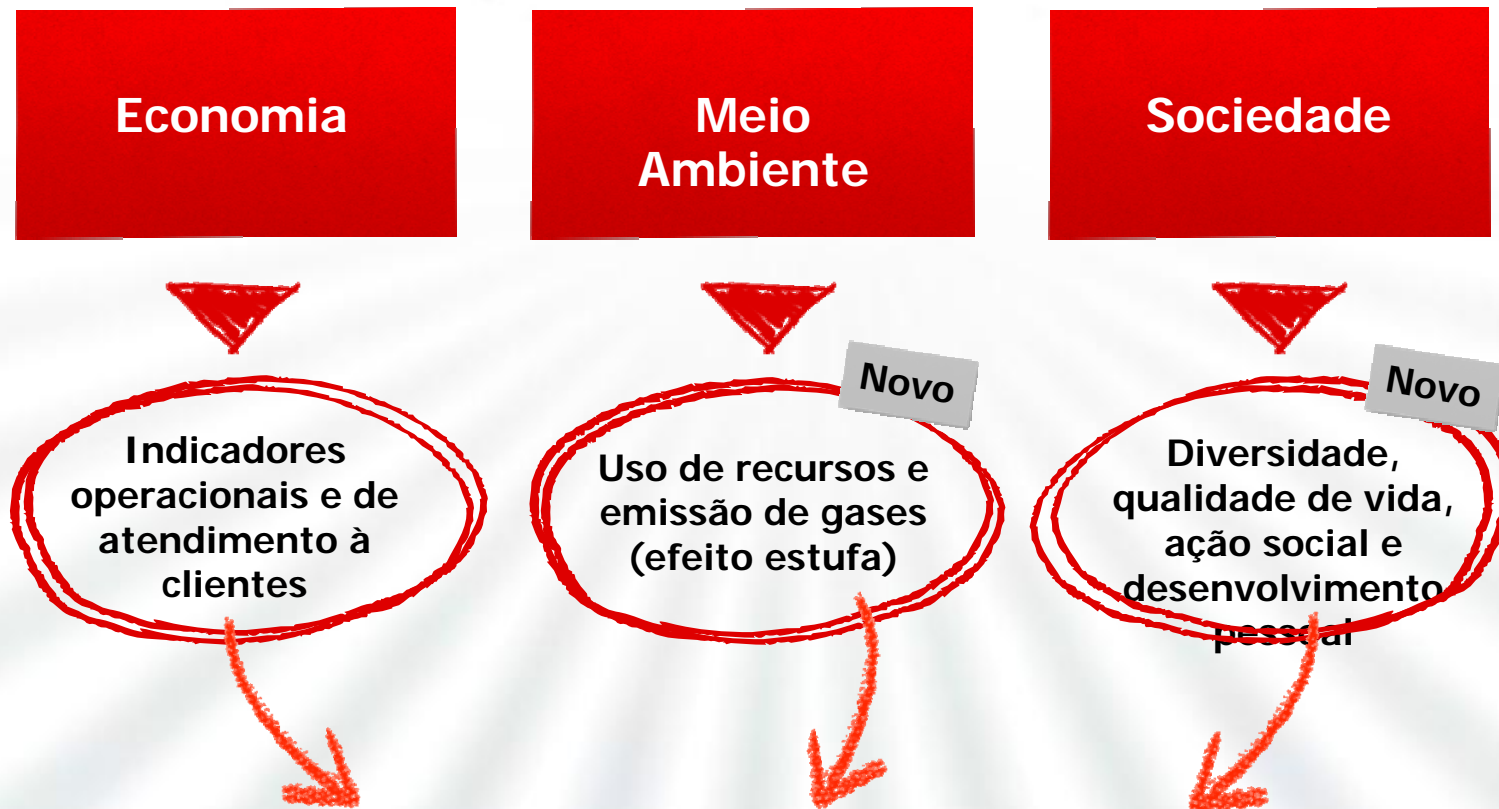 Economia
Meio
Ambiente
Sociedade
Indicadores
operacionais e de
atendimento à
clientes
Novo
Uso de recursos e
emissão de gases
(efeito estufa)
Novo
Diversidade,
qualidade de vida,
ação social e
desenvolvimento
pessoal